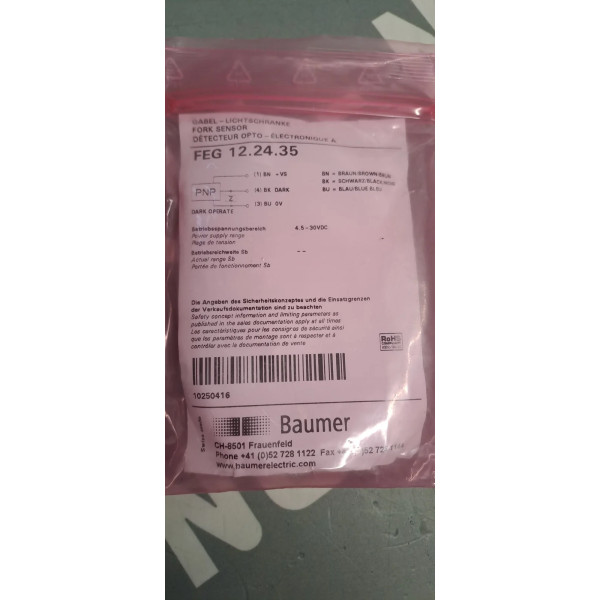 GABEL - LICHTSCHRANKE
FORK SENSOR
DÉTECTEUR OPTO - ÉLECTRONIQUE À
FEG 12.24.35
(1) BN +VS BN = BRAUN/BROWN/BRUN
PNP (4) BK DARK BK = SCHWARZ/BLACK/NOIR
Z
(3) BU 0V BU = BLAU/BLUE BLEU
DARK OPERATE
Betriebsspannungsbereich 4.5 - 30VDC
Power supply range
Plage de tension
Betriebsreichweite Sb --
Actual range Sb
Portée de fonctionnement Sb
Die Angaben des Sicherheitskonzeptes und die Einsatzgrenzen
der Verkaufsdokumentation sind zu beachten
Safety concept information and limiting parameters as
published in the sales documentation apply at all times
Les caractéristiques pour les consignes de sécurité ainsi
que les paramètres de montage sont à respecter et à
contrôler avec la documentation de vente
RoHS
10250416
Swiss made
Baumer
CH-8501 Frauenfeld
Phone +41 (0)52 728 1122 Fax
www.baumerelectric.com